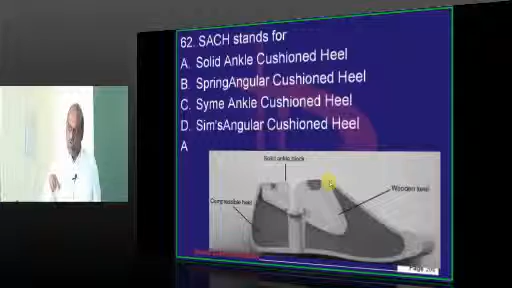 62. SACH stands for
A. Solid Ankle Cushioned Heel
B. SpringAngular Cushioned Heel
C. Syme Ankle Cushioned Heel
D. Sim'sAngular Cushioned Heel
A
Solid ankle block
Wooden keel
Compressible heel
Page